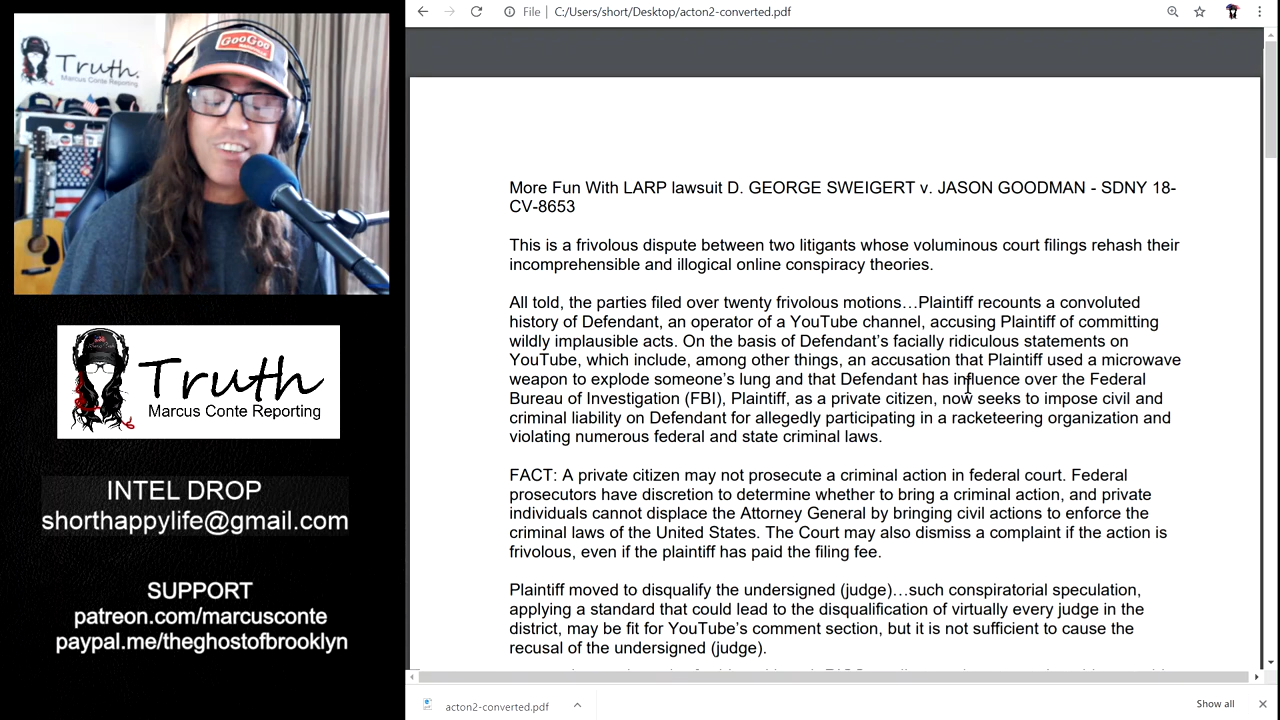 GooGoo
Truth.
Marcus Conte Reporting
Truth
Marcus Conte Reporting
INTEL DROP
shorthappylife@gmail.com
SUPPORT
patreon.com/marcusconte
paypal.me/theghostofbrooklyn
File | C:/Users/short/Desktop/acton2-converted.pdf
More Fun With LARP lawsuit D. GEORGE SWEIGERT v. JASON GOODMAN - SDNY 18-
CV-8653
This is a frivolous dispute between two litigants whose voluminous court filings rehash their
incomprehensible and illogical online conspiracy theories.
All told, the parties filed over twenty frivolous motions…Plaintiff recounts a convoluted
history of Defendant, an operator of a YouTube channel, accusing Plaintiff of committing
wildly implausible acts. On the basis of Defendant’s facially ridiculous statements on
YouTube, which include, among other things, an accusation that Plaintiff used a microwave
weapon to explode someone’s lung and that Defendant has influence over the Federal
Bureau of Investigation (FBI), Plaintiff, as a private citizen, now seeks to impose civil and
criminal liability on Defendant for allegedly participating in a racketeering organization and
violating numerous federal and state criminal laws.
FACT: A private citizen may not prosecute a criminal action in federal court. Federal
prosecutors have discretion to determine whether to bring a criminal action, and private
individuals cannot displace the Attorney General by bringing civil actions to enforce the
criminal laws of the United States. The Court may also dismiss a complaint if the action is
frivolous, even if the plaintiff has paid the filing fee.
Plaintiff moved to disqualify the undersigned (judge)…such conspiratorial speculation,
applying a standard that could lead to the disqualification of virtually every judge in the
district, may be fit for YouTube’s comment section, but it is not sufficient to cause the
recusal of the undersigned (judge).
acton2-converted.pdf
Show all